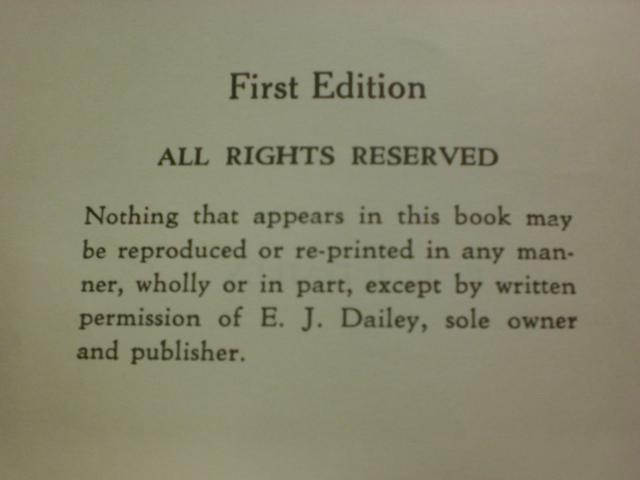 First Edition
ALL RIGHTS RESERVED
Nothing that appears in this book may
be reproduced or re-printed in any man-
ner, wholly or in part, except by written
permission of E. J. Dailey, sole owner
and publisher.